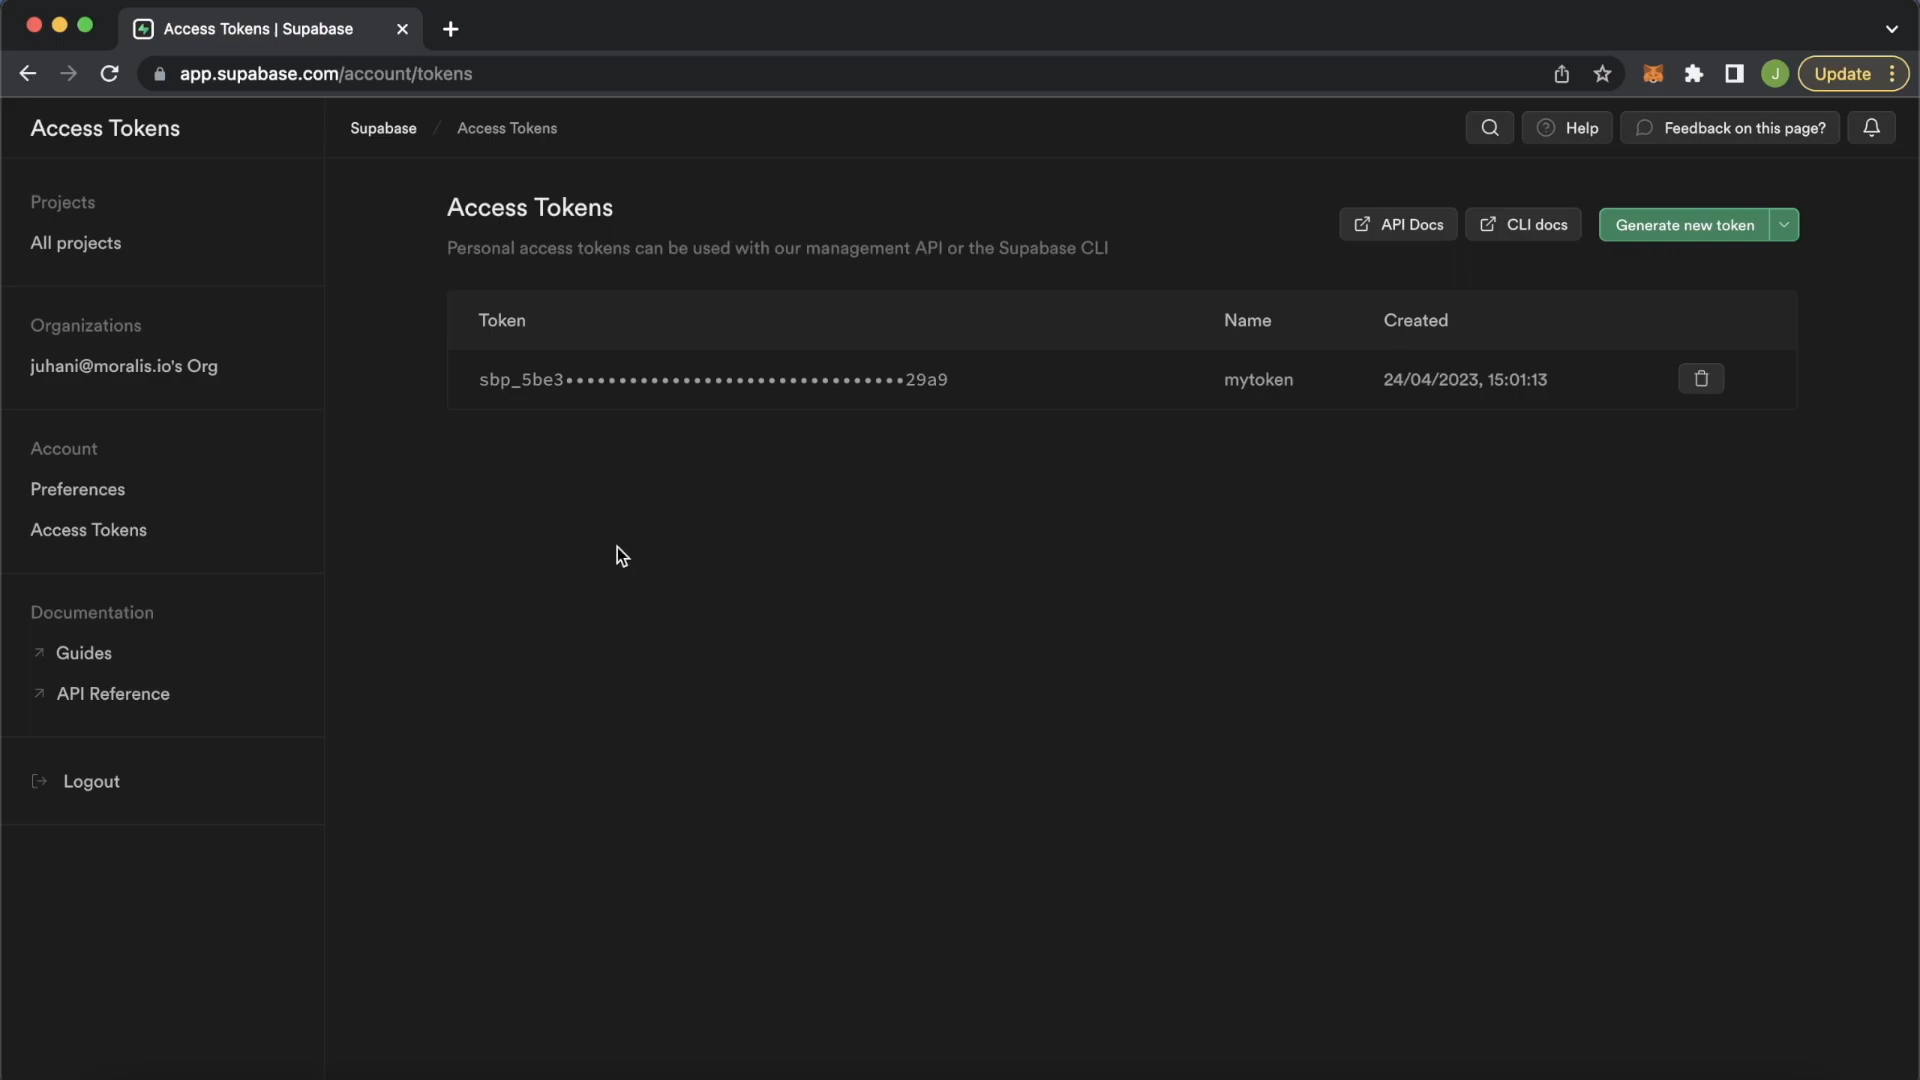 Access Tokens | Supabase
app.supabase.com/account/tokens
J
Update
Access Tokens
Supabase / Access Tokens
Help
Feedback on this page?
Projects
All projects
Organizations
juhani@moralis.io's Org
Account
Preferences
Access Tokens
Documentation
Guides
API Reference
Logout
Access Tokens
Personal access tokens can be used with our management API or the Supabase CLI
API Docs
CLI docs
Generate new token
Token Name Created
sbp_5be3••••••••••••••••••••••••••••••••29a9 mytoken 24/04/2023, 15:01:13